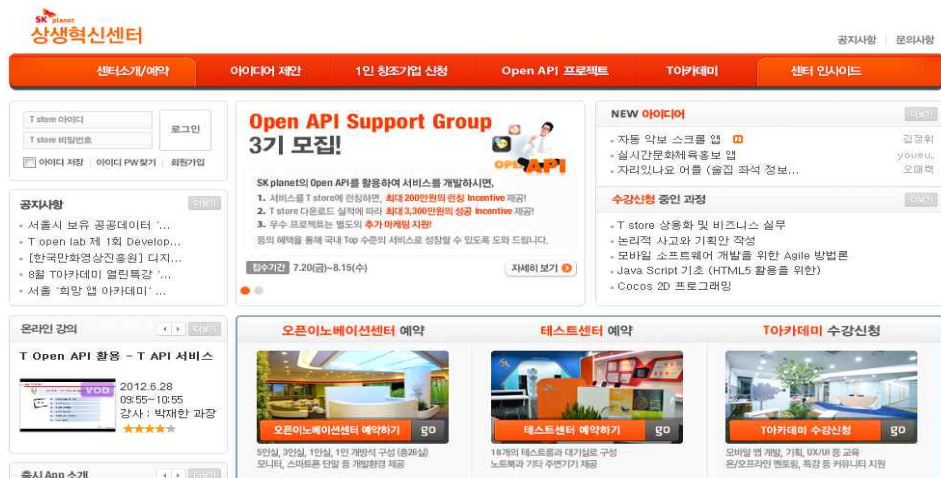 SK planet
상생혁신센터
공지사항 | 문의사항
센터소개/예약 아이디어 제안 1인 창조기업 신청 Open API 프로젝트 T아카데미 센터 인사이드
T store 아이디
T store 비밀번호
로그인
아이디 저장 | 아이디 PW찾기 | 회원가입
공지사항 더보기
서울시 보유 공공데이터 '...
T open lab 제 1회 Develop...
[한국만화영상진흥원] 디지...
8월 T아카데미 열린특강 '...
서울 '희망 앱 아카데미' ...
Open API Support Group
3기 모집!
OPEN API
SK planet의 Open API를 활용하여 서비스를 개발하시면,
1. 서비스를 T store에 런칭하면, 최대 200만원의 런칭 Incentive 제공!
2. T store 다운로드 실적에 따라 최대 3,300만원의 성공 Incentive 제공!
3. 우수 프로젝트는 별도의 추가 마케팅 지원!
등의 혜택을 통해 국내 Top 수준의 서비스로 성장할 수 있도록 도와 드립니다.
접수기간 7.20(금)~8.15(수)
자세히 보기
NEW 아이디어 더보기
자동 악보 스크롤 앱 N 김정휘
실시간문화체육홍보 앱
자리있나요 어플 (술집 좌석 정보... 오매력
수강신청 중인 과정 더보기
T store 상용화 및 비즈니스 실무
논리적 사고와 기획안 작성
모바일 소프트웨어 개발을 위한 Agile 방법론
Java Script 기초 (HTML5 활용을 위한)
Cocos 2D 프로그래밍
온라인 강의 더보기
T Open API 활용 - T API 서비스
VOD
2012.6.28
09:55~10:55
강사 : 박재한 과장
출시 App 소개 더보기
오픈이노베이션센터 예약
오픈이노베이션센터 예약하기 go
5인실, 3인실, 1인실, 1인 개방석 구성 (총26실)
모니터, 스마트폰 단말 등 개발환경 제공
테스트센터 예약
테스트센터 예약하기 go
18개의 테스트룸과 대기실로 구성
노트북과 기타 주변기기 제공
T아카데미 수강신청
T아카데미 수강신청 go
모바일 앱 개발, 기획, UX/UI 등 교육
온/오프라인 멘토링, 특강 등 커뮤니티 지원